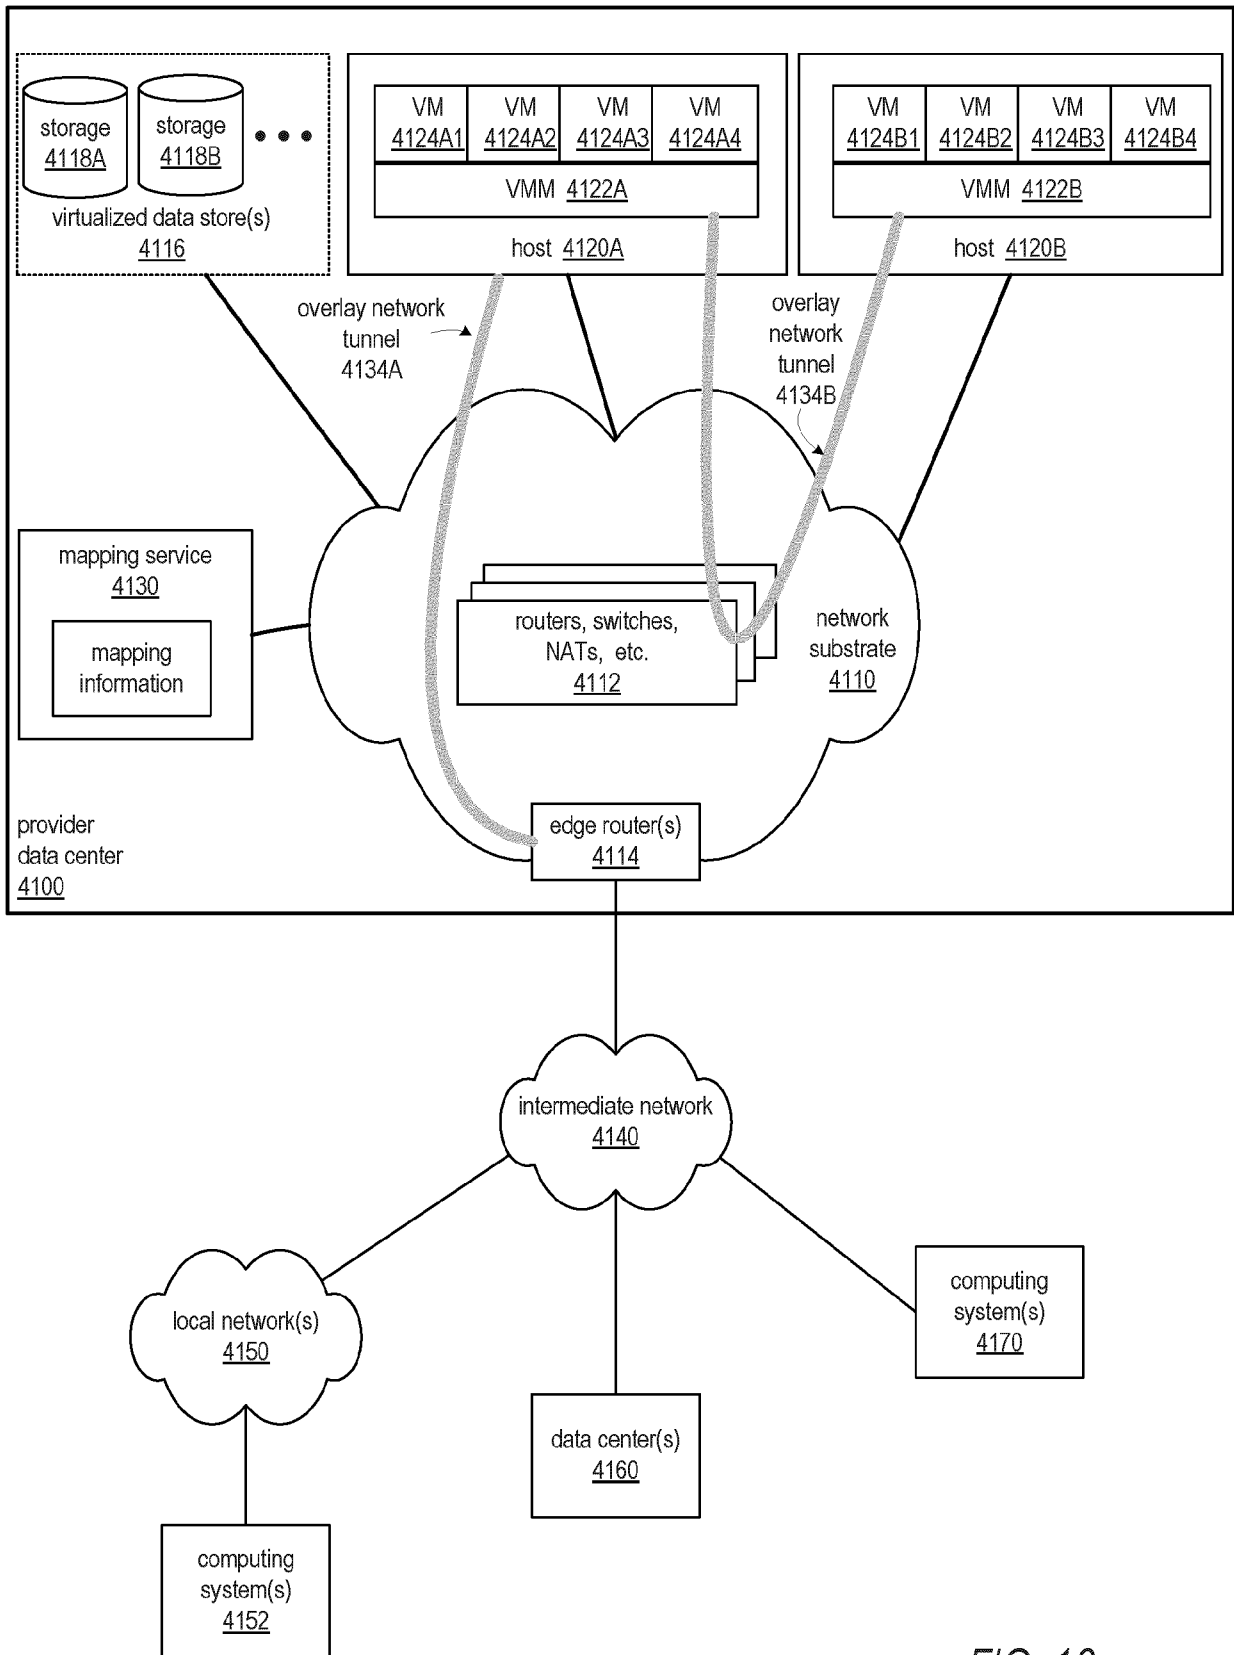 storage
4118A
storage
4118B
virtualized data store(s)
4116
VM
4124A1
VM
4124A2
VM
4124A3
VM
4124A4
VMM 4122A
host 4120A
VM
4124B1
VM
4124B2
VM
4124B3
VM
4124B4
VMM 4122B
host 4120B
overlay network
tunnel
4134A
overlay
network
tunnel
4134B
mapping service
4130
mapping
information
routers, switches,
NATs, etc.
4112
network
substrate
4110
provider
data center
4100
edge router(s)
4114
intermediate network
4140
local network(s)
4150
computing
system(s)
4170
data center(s)
4160
computing
system(s)
4152